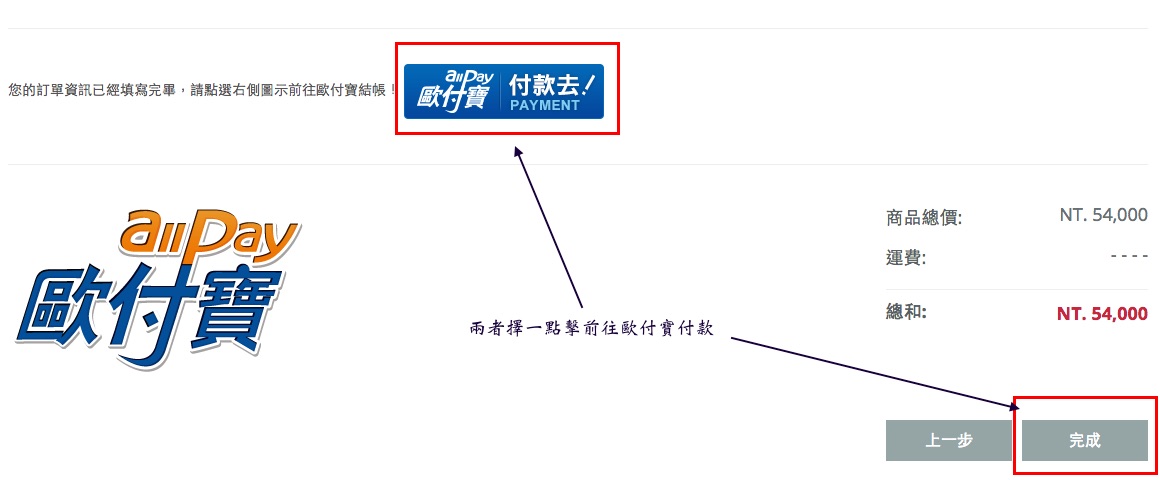 您的訂單資訊已經填寫完畢，請點選右側圖示前往歐付寶結帳！
allPay
歐付寶
付款去！
PAYMENT
allPay
歐付寶
商品總價: NT. 54,000
運費: - - - -
總和: NT. 54,000
兩者擇一點擊前往歐付寶付款
上一步
完成